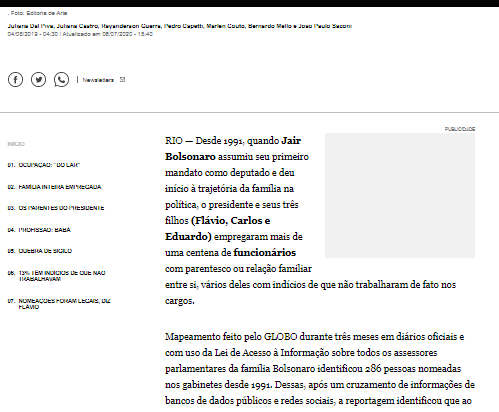 . Foto: Editoria de Arte
Juliana Dal Piva, Juliana Castro, Rayanderson Guerra, Pedro Capetti, Marlen Couto, Bernardo Mello e João Paulo Saconi
04/08/2019 - 04:30 / Atualizado em 06/07/2020 - 15:40
Newsletters
PUBLICIDADE
INÍCIO
01. OCUPAÇÃO: "DO LAR"
02. FAMÍLIA INTEIRA EMPREGADA
03. OS PARENTES DO PRESIDENTE
04. PROFISSÃO: BABÁ
05. QUEBRA DE SIGILO
06. 13% TÊM INDÍCIOS DE QUE NÃO
TRABALHAVAM
07. NOMEAÇÕES FORAM LEGAIS, DIZ
FLÁVIO
RIO — Desde 1991, quando Jair
Bolsonaro assumiu seu primeiro
mandato como deputado e deu
início à trajetória da família na
política, o presidente e seus três
filhos (Flávio, Carlos e
Eduardo) empregaram mais de
uma centena de funcionários
com parentesco ou relação familiar
entre si, vários deles com indícios de que não trabalharam de fato nos
cargos.
Mapeamento feito pelo GLOBO durante três meses em diários oficiais e
com uso da Lei de Acesso à Informação sobre todos os assessores
parlamentares da família Bolsonaro identificou 286 pessoas nomeadas
nos gabinetes desde 1991. Dessas, após um cruzamento de informações de
bancos de dados públicos e redes sociais, a reportagem identificou que ao